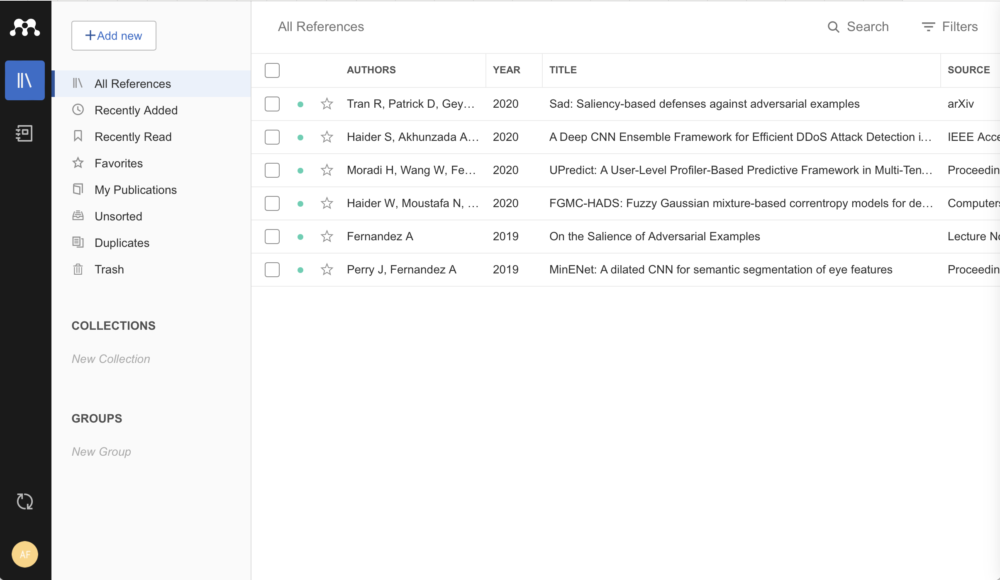 Add new
All References
Recently Added
Recently Read
Favorites
My Publications
Unsorted
Duplicates
Trash
COLLECTIONS
New Collection
GROUPS
New Group
AF
All References Search Filters
AUTHORS YEAR TITLE SOURCE
Tran R, Patrick D, Gey... 2020 Sad: Saliency-based defenses against adversarial examples arXiv
Haider S, Akhunzada A... 2020 A Deep CNN Ensemble Framework for Efficient DDoS Attack Detection i... IEEE Acce
Moradi H, Wang W, Fe... 2020 UPredict: A User-Level Profiler-Based Predictive Framework in Multi-Ten... Proceedin
Haider W, Moustafa N, ... 2020 FGMC-HADS: Fuzzy Gaussian mixture-based correntropy models for de... Computers
Fernandez A 2019 On the Salience of Adversarial Examples Lecture No
Perry J, Fernandez A 2019 MinENet: A dilated CNN for semantic segmentation of eye features Proceedin